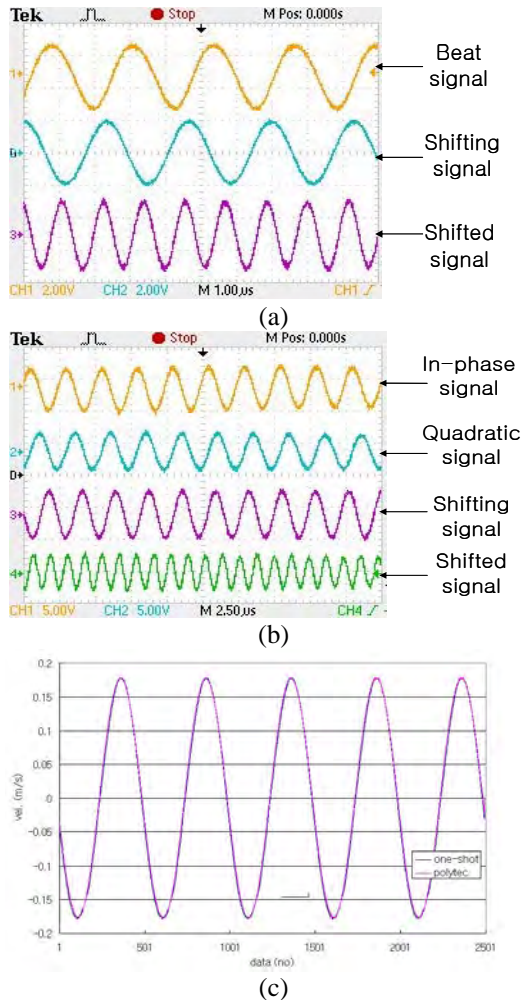 Tek Stop M Pos: 0.000s
1 Beat signal
Shifting signal
3 Shifted signal
CH1 2.00V CH2 2.00V M 1.00µs CH1
(a)
Tek Stop M Pos: 0.000s
1 In-phase signal
2 Quadratic signal
3 Shifting signal
4 Shifted signal
CH1 5.00V CH2 5.00V M 2.50µs CH4
(b)
0.2
0.15
0.1
0.05
0
-0.05
-0.1
-0.15
-0.2
vel. (m/s)
one-shot
polytec
1 501 1001 1501 2001 2501
data (no)
(c)